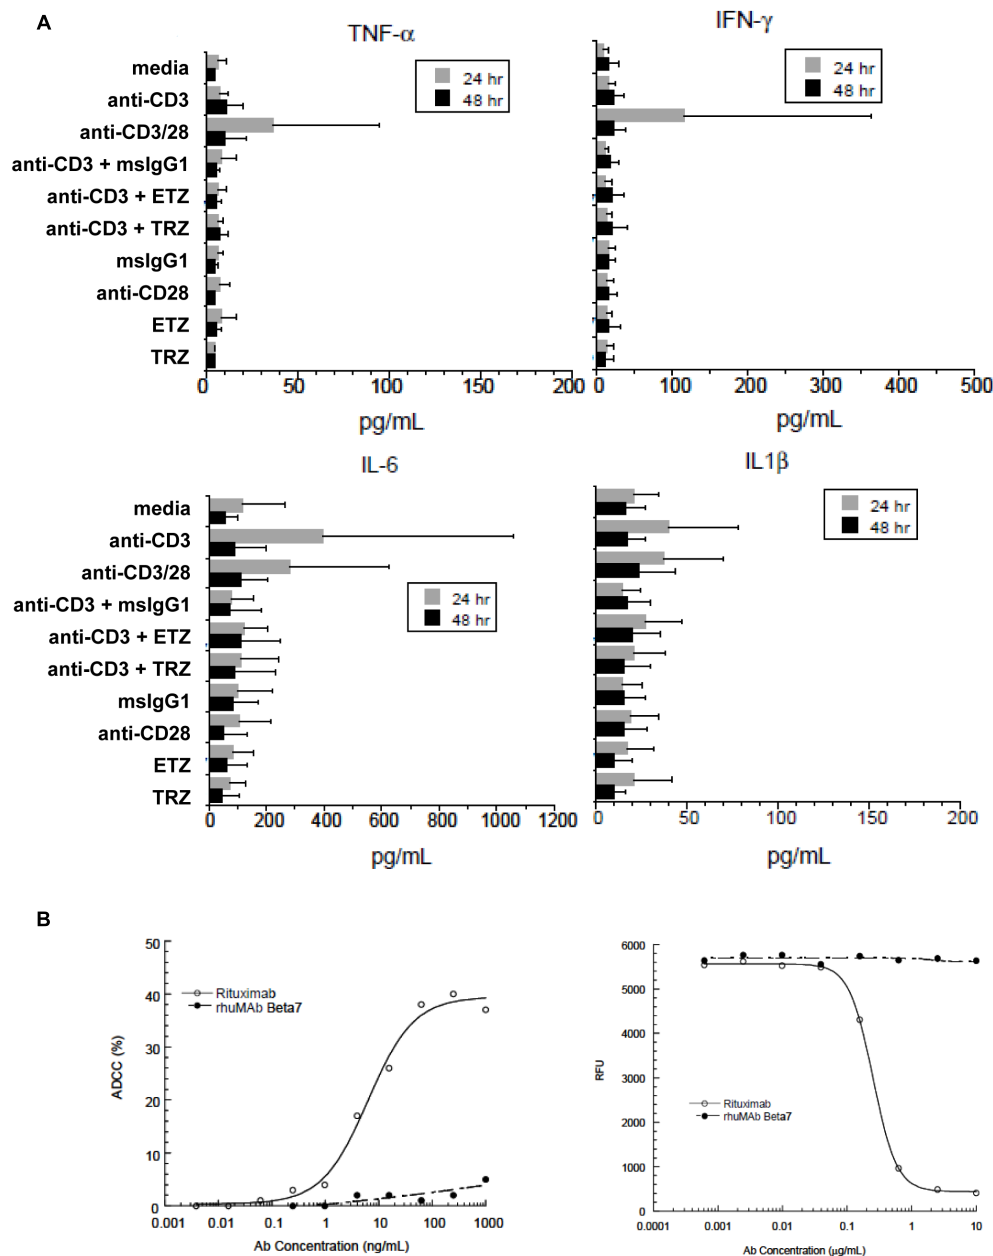 A
TNF-α
IFN-γ
24 hr
48 hr
24 hr
48 hr
media
anti-CD3
anti-CD3/28
anti-CD3 + msIgG1
anti-CD3 + ETZ
anti-CD3 + TRZ
msIgG1
anti-CD28
ETZ
TRZ
0 50 100 150 200
pg/mL
0 100 200 300 400 500
pg/mL
IL-6
IL1β
24 hr
48 hr
24 hr
48 hr
media
anti-CD3
anti-CD3/28
anti-CD3 + msIgG1
anti-CD3 + ETZ
anti-CD3 + TRZ
msIgG1
anti-CD28
ETZ
TRZ
0 200 400 600 800 1000 1200
pg/mL
0 50 100 150 200
pg/mL
B
50
40
30
20
10
0
ADCC (%)
Rituximab
rhuMAb Beta7
0.001 0.01 0.1 1 10 100 1000
Ab Concentration (ng/mL)
6000
5000
4000
3000
2000
1000
0
RFU
Rituximab
rhuMAb Beta7
0.0001 0.001 0.01 0.1 1 10
Ab Concentration (μg/mL)